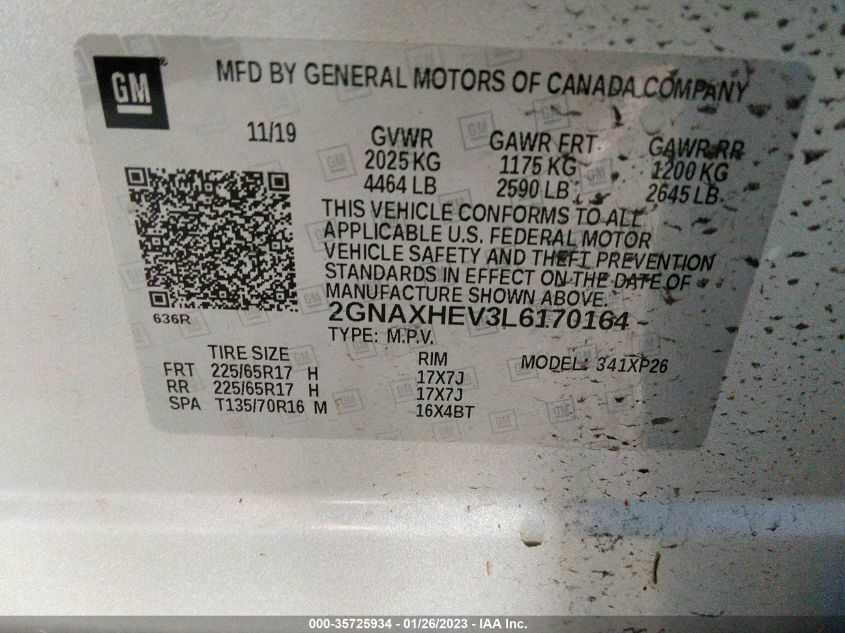 GM
MFD BY GENERAL MOTORS OF CANADA COMPANY
11/19
GVWR GAWR FRT GAWR RR
2025 KG 1175 KG 1200 KG
4464 LB 2590 LB 2645 LB
THIS VEHICLE CONFORMS TO ALL
APPLICABLE U.S. FEDERAL MOTOR
VEHICLE SAFETY AND THEFT PREVENTION
STANDARDS IN EFFECT ON THE DATE OF
MANUFACTURE SHOWN ABOVE.
636R
2GNAXHEV3L6170164
TYPE: M.P.V.
TIRE SIZE RIM MODEL: 341XP26
FRT 225/65R17 H 17X7J
RR 225/65R17 H 17X7J
SPA T135/70R16 M 16X4BT
000-35725934 - 01/26/2023 - IAA Inc.